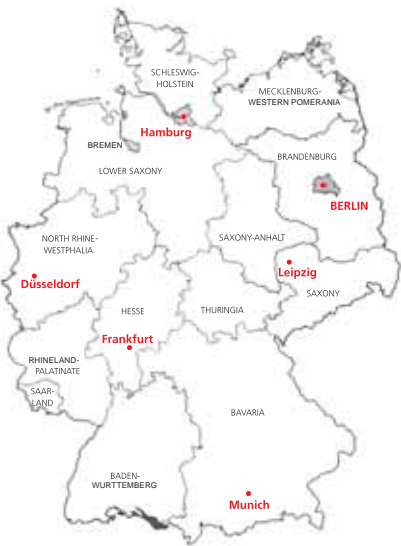 SCHLESWIG-
HOLSTEIN
MECKLENBURG-
WESTERN POMERANIA
Hamburg
BREMEN
LOWER SAXONY
BRANDENBURG
BERLIN
NORTH RHINE-
WESTPHALIA
SAXONY-ANHALT
Düsseldorf
Leipzig
SAXONY
HESSE
THURINGIA
Frankfurt
RHINELAND-
PALATINATE
SAAR-
LAND
BAVARIA
BADEN-
WURTTEMBERG
Munich